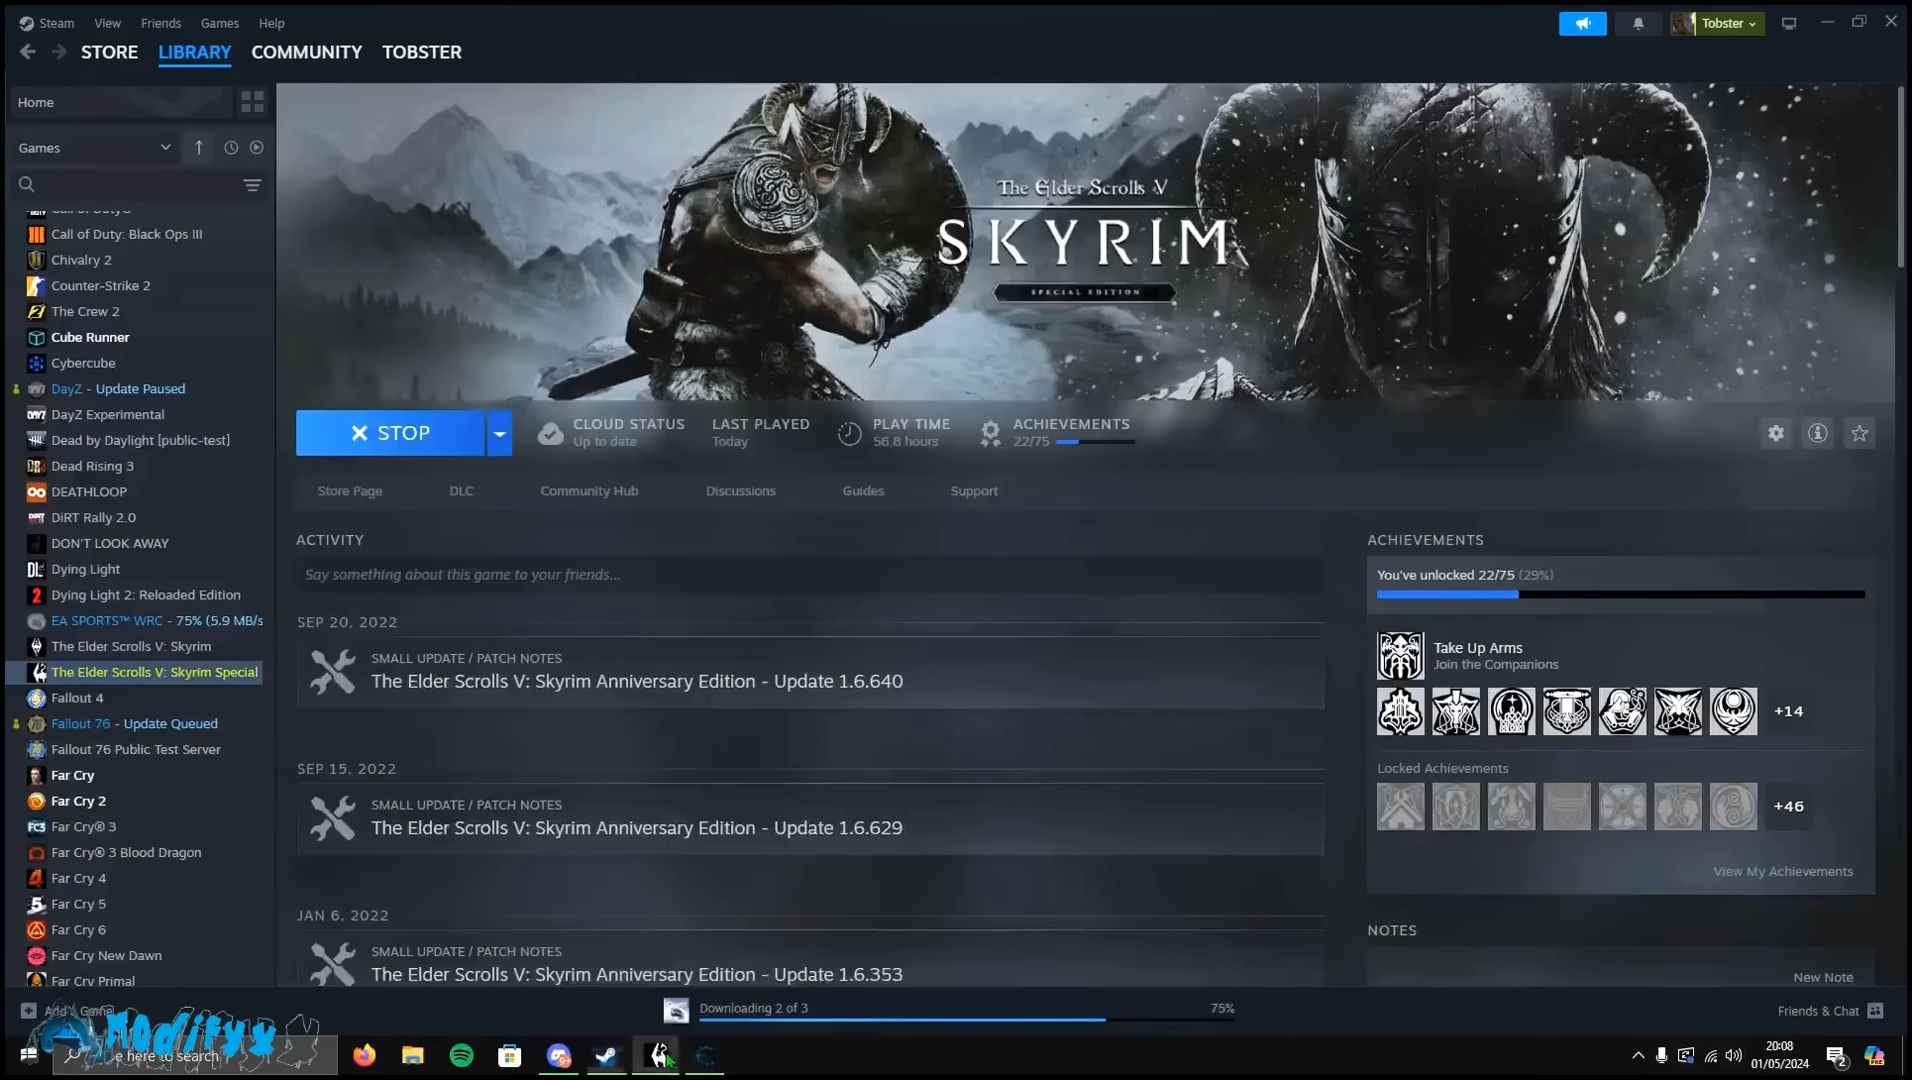 Steam View Friends Games Help
Tobster
STORE LIBRARY COMMUNITY TOBSTER
Home
Games
Call of Duty®
Call of Duty: Black Ops III
Chivalry 2
Counter-Strike 2
The Crew 2
Cube Runner
Cybercube
DayZ - Update Paused
DayZ Experimental
Dead by Daylight [public-test]
Dead Rising 3
DEATHLOOP
DiRT Rally 2.0
DON'T LOOK AWAY
Dying Light
Dying Light 2: Reloaded Edition
EA SPORTS™ WRC - 75% (5.9 MB/s
The Elder Scrolls V: Skyrim
The Elder Scrolls V: Skyrim Special
Fallout 4
Fallout 76 - Update Queued
Fallout 76 Public Test Server
Far Cry
Far Cry 2
Far Cry® 3
Far Cry® 3 Blood Dragon
Far Cry 4
Far Cry 5
Far Cry 6
Far Cry New Dawn
Far Cry Primal
The Elder Scrolls V
SKYRIM
SPECIAL EDITION
STOP
CLOUD STATUS
Up to date
LAST PLAYED
Today
PLAY TIME
56.8 hours
ACHIEVEMENTS
22/75
Store Page DLC Community Hub Discussions Guides Support
ACTIVITY
Say something about this game to your friends...
SEP 20, 2022
SMALL UPDATE / PATCH NOTES
The Elder Scrolls V: Skyrim Anniversary Edition - Update 1.6.640
SEP 15, 2022
SMALL UPDATE / PATCH NOTES
The Elder Scrolls V: Skyrim Anniversary Edition - Update 1.6.629
JAN 6, 2022
SMALL UPDATE / PATCH NOTES
The Elder Scrolls V: Skyrim Anniversary Edition - Update 1.6.353
ACHIEVEMENTS
You've unlocked 22/75 (29%)
Take Up Arms
Join the Companions
+14
Locked Achievements
+46
View My Achievements
NOTES
New Note
Add a Game
Downloading 2 of 3
75%
Friends & Chat
Modifyx
here to search
20:08
01/05/2024
2